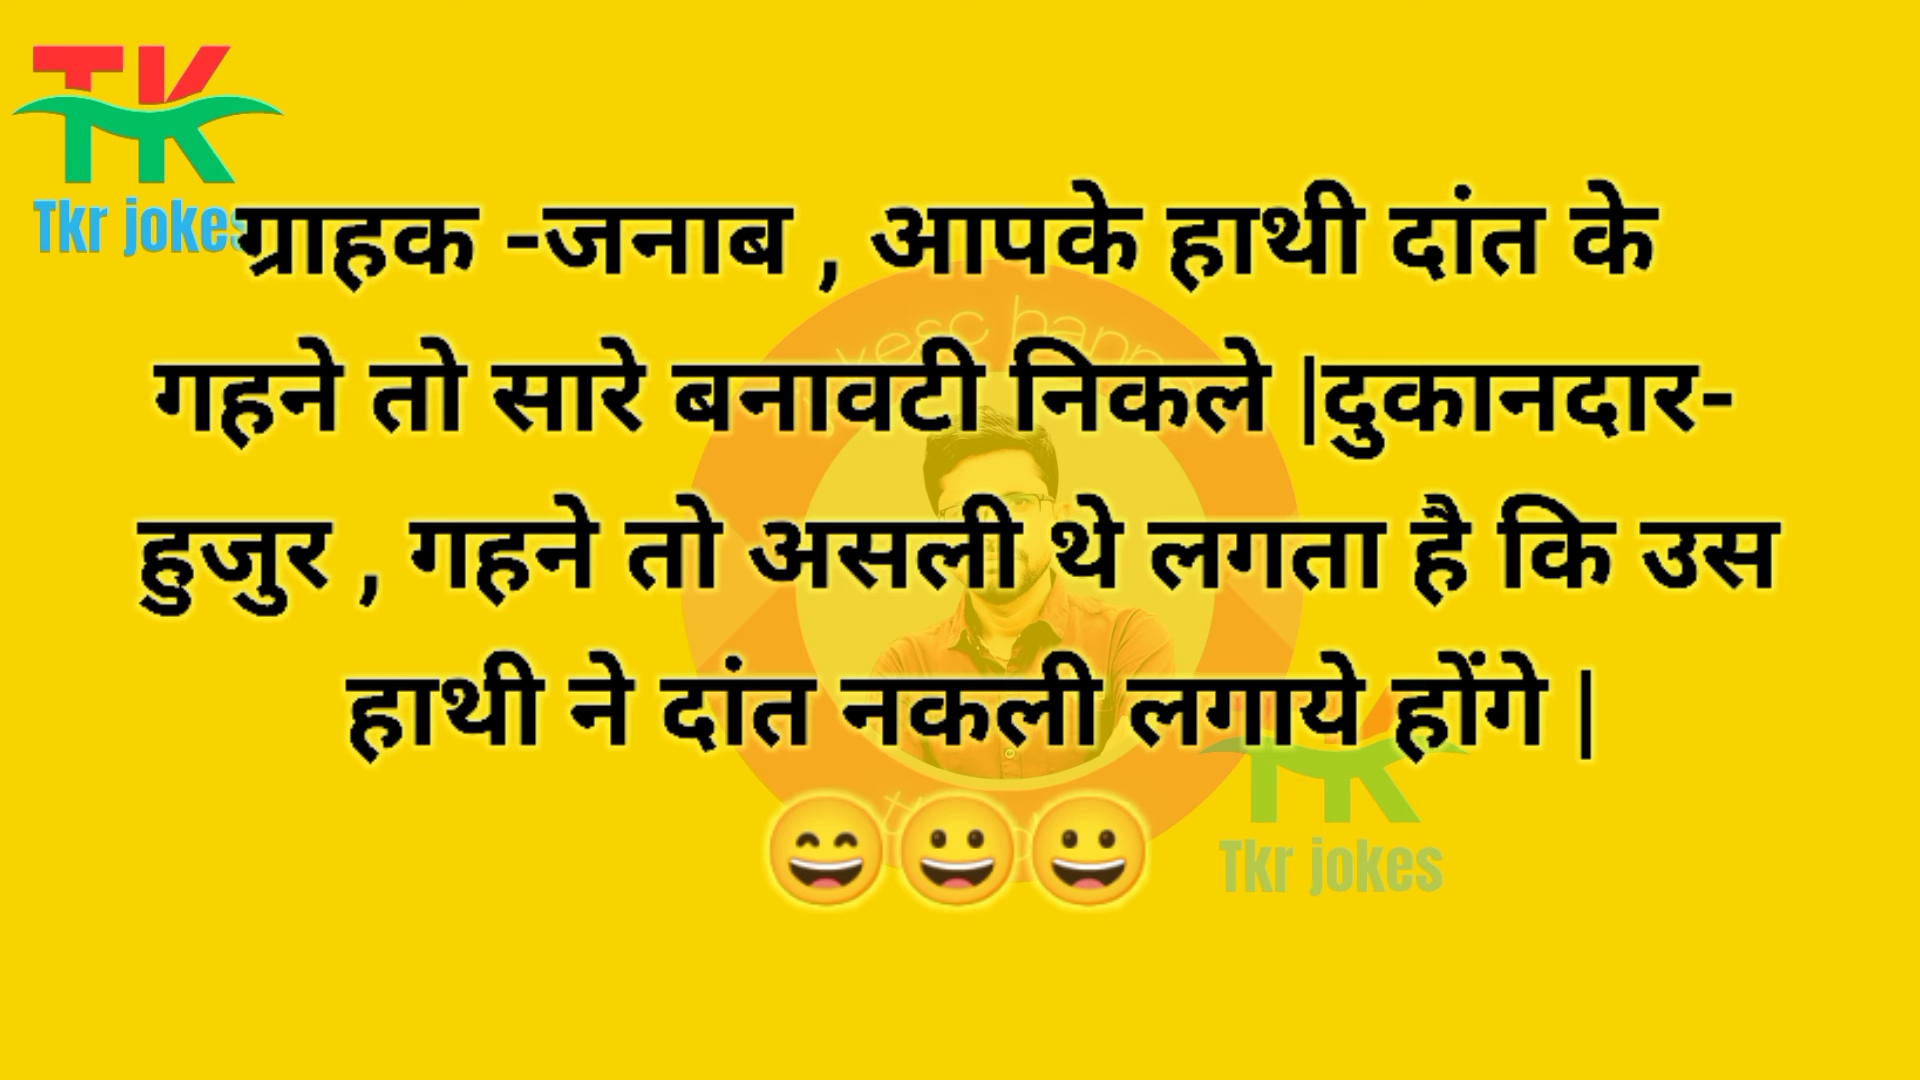 TK
Tkr jokes
ग्राहक -जनाब , आपके हाथी दांत के
गहने तो सारे बनावटी निकले |दुकानदार-
हुजुर , गहने तो असली थे लगता है कि उस
हाथी ने दांत नकली लगाये होंगे |
😄😀😀
TK
Tkr jokes